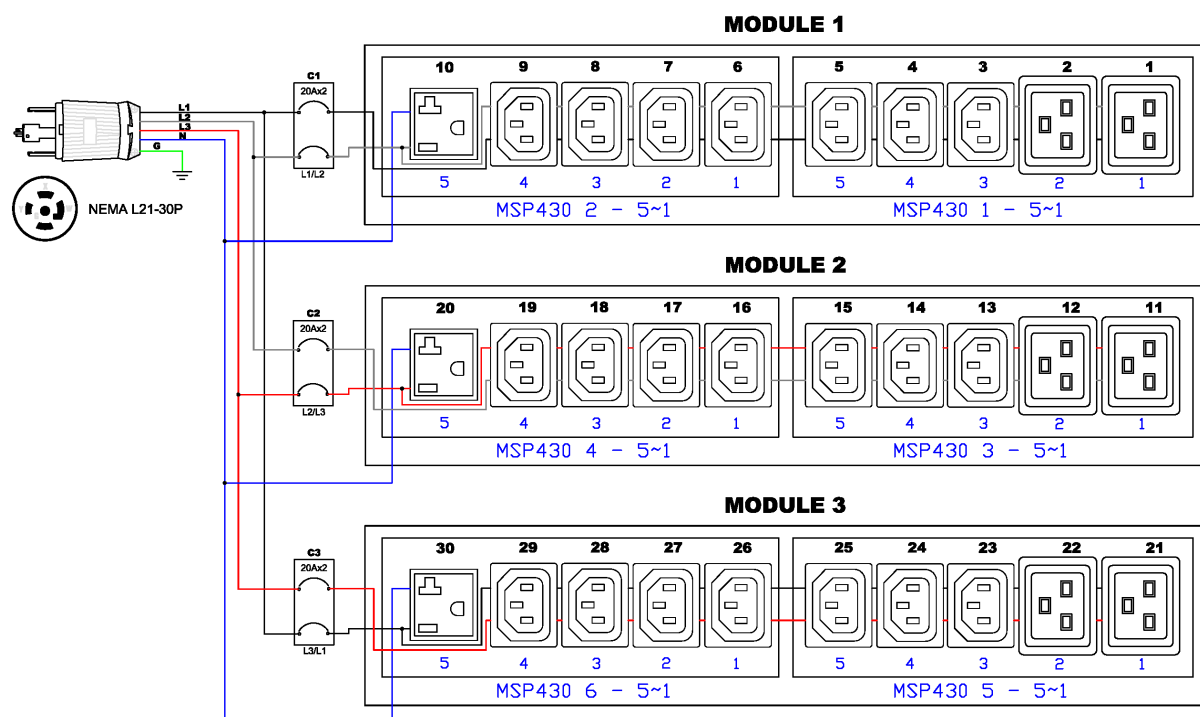 MODULE 1
C1
20Ax2
L1/L2
10 9 8 7 6 5 4 3 2 1
L1
L2
L3
N
G
NEMA L21-30P
5 4 3 2 1 5 4 3 2 1
MSP430 2 - 5~1 MSP430 1 - 5~1
MODULE 2
C2
20Ax2
L2/L3
20 19 18 17 16 15 14 13 12 11
5 4 3 2 1 5 4 3 2 1
MSP430 4 - 5~1 MSP430 3 - 5~1
MODULE 3
C3
20Ax2
L3/L1
30 29 28 27 26 25 24 23 22 21
5 4 3 2 1 5 4 3 2 1
MSP430 6 - 5~1 MSP430 5 - 5~1